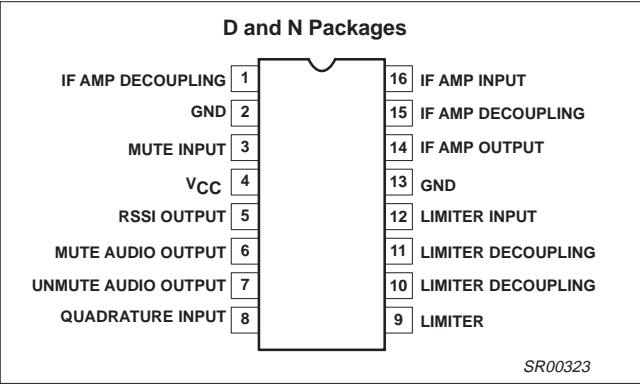 D and N Packages
IF AMP DECOUPLING 1
GND 2
MUTE INPUT 3
VCC 4
RSSI OUTPUT 5
MUTE AUDIO OUTPUT 6
UNMUTE AUDIO OUTPUT 7
QUADRATURE INPUT 8
16 IF AMP INPUT
15 IF AMP DECOUPLING
14 IF AMP OUTPUT
13 GND
12 LIMITER INPUT
11 LIMITER DECOUPLING
10 LIMITER DECOUPLING
9 LIMITER
SR00323